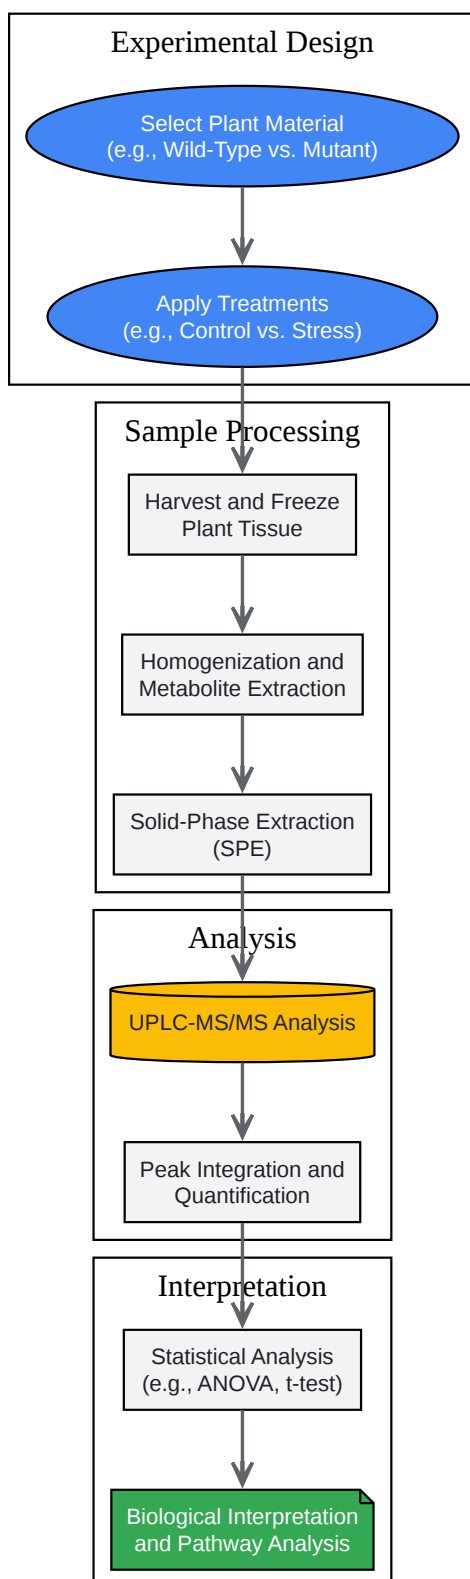 Experimental Design
Select Plant Material
(e.g., Wild-Type vs. Mutant)
Apply Treatments
(e.g., Control vs. Stress)
Sample Processing
Harvest and Freeze
Plant Tissue
Homogenization and
Metabolite Extraction
Solid-Phase Extraction
(SPE)
Analysis
UPLC-MS/MS Analysis
Peak Integration and
Quantification
Interpretation
Statistical Analysis
(e.g., ANOVA, t-test)
Biological Interpretation
and Pathway Analysis